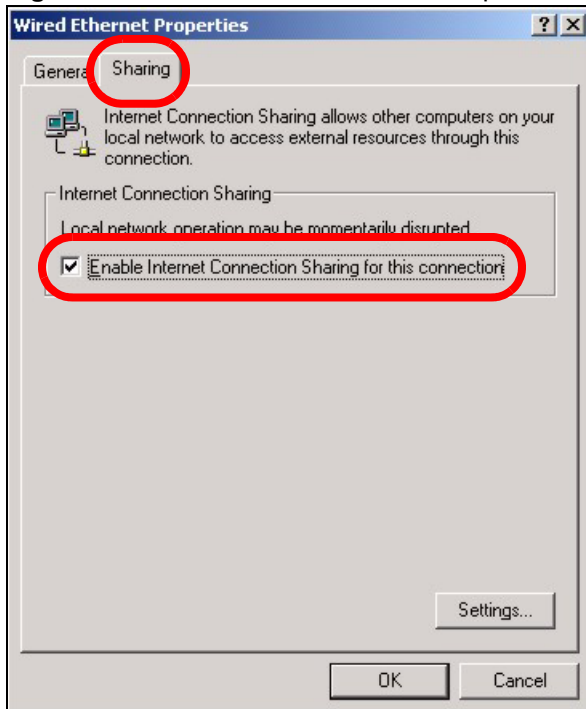 Wired Ethernet Properties
General Sharing
Internet Connection Sharing allows other computers on your
local network to access external resources through this
connection.
Internet Connection Sharing
Local network operation may be momentarily disrupted
Enable Internet Connection Sharing for this connection
Settings...
OK Cancel